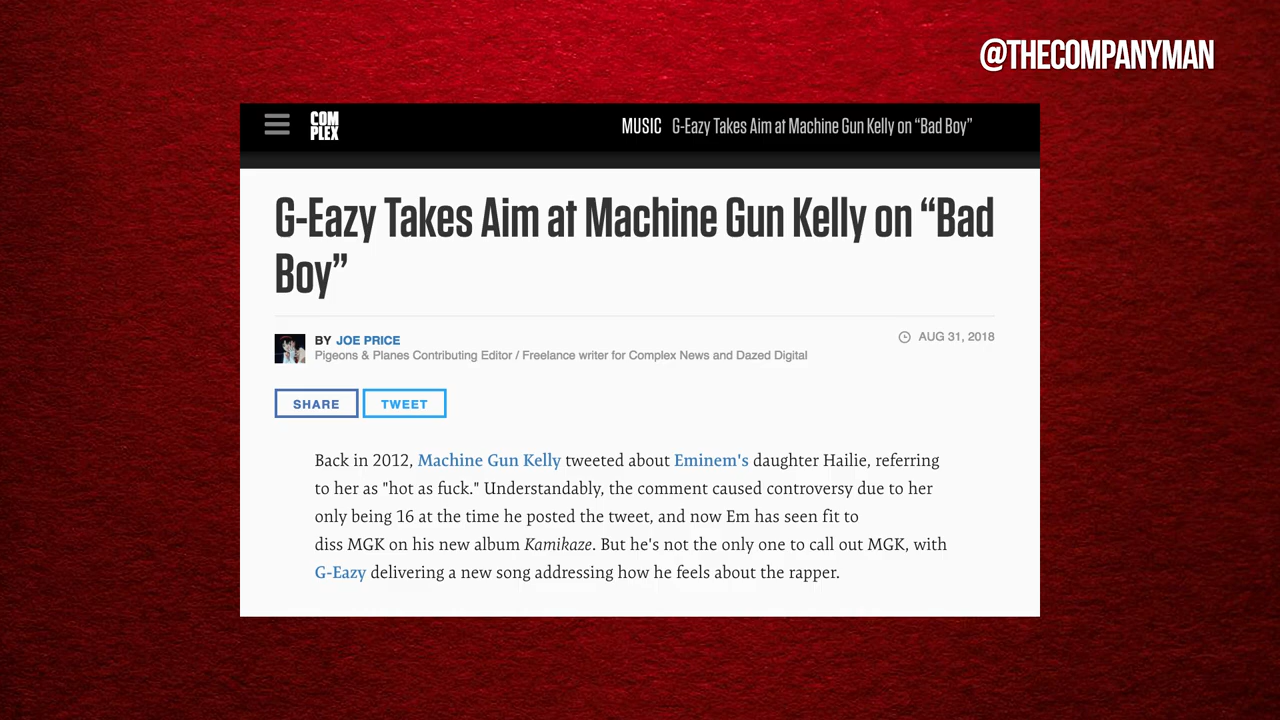 @THECOMPANYMAN
COM
PLEX
MUSIC G-Eazy Takes Aim at Machine Gun Kelly on “Bad Boy”
G-Eazy Takes Aim at Machine Gun Kelly on “Bad
Boy”
BY JOE PRICE
Pigeons & Planes Contributing Editor / Freelance writer for Complex News and Dazed Digital
AUG 31, 2018
SHARE TWEET
Back in 2012, Machine Gun Kelly tweeted about Eminem's daughter Hailie, referring
to her as "hot as fuck." Understandably, the comment caused controversy due to her
only being 16 at the time he posted the tweet, and now Em has seen fit to
diss MGK on his new album Kamikaze. But he's not the only one to call out MGK, with
G-Eazy delivering a new song addressing how he feels about the rapper.